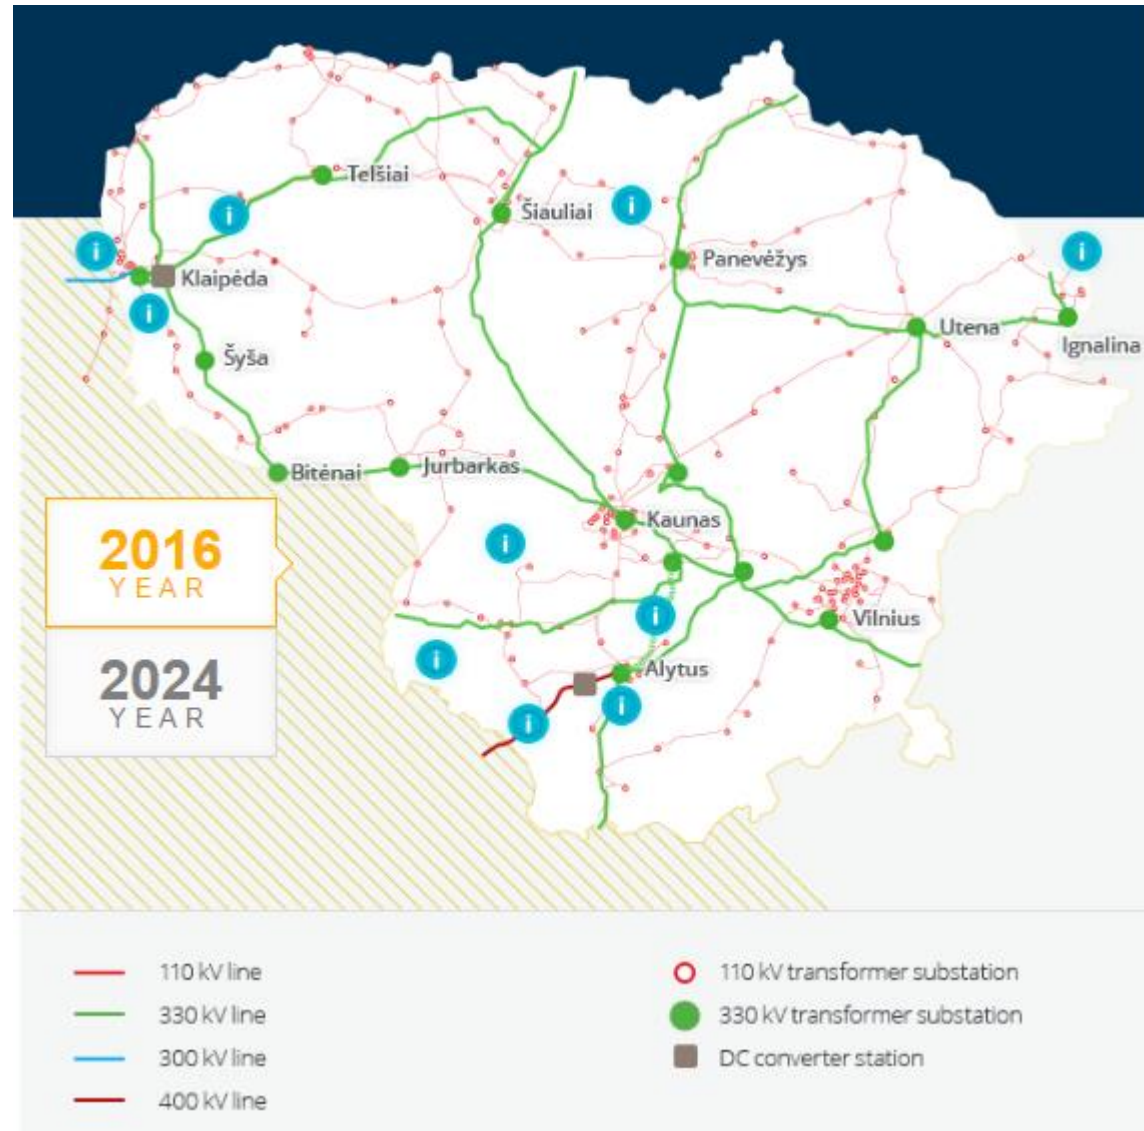 Telšiai
Šiauliai
Panevėžys
Klaipėda
Utena
Ignalina
Šyša
Bitėnai
Jurbarkas
Kaunas
Vilnius
Alytus
i
i
i
i
i
i
i
i
i
i
2016
YEAR
2024
YEAR
110 kV line
330 kV line
300 kV line
400 kV line
110 kV transformer substation
330 kV transformer substation
DC converter station